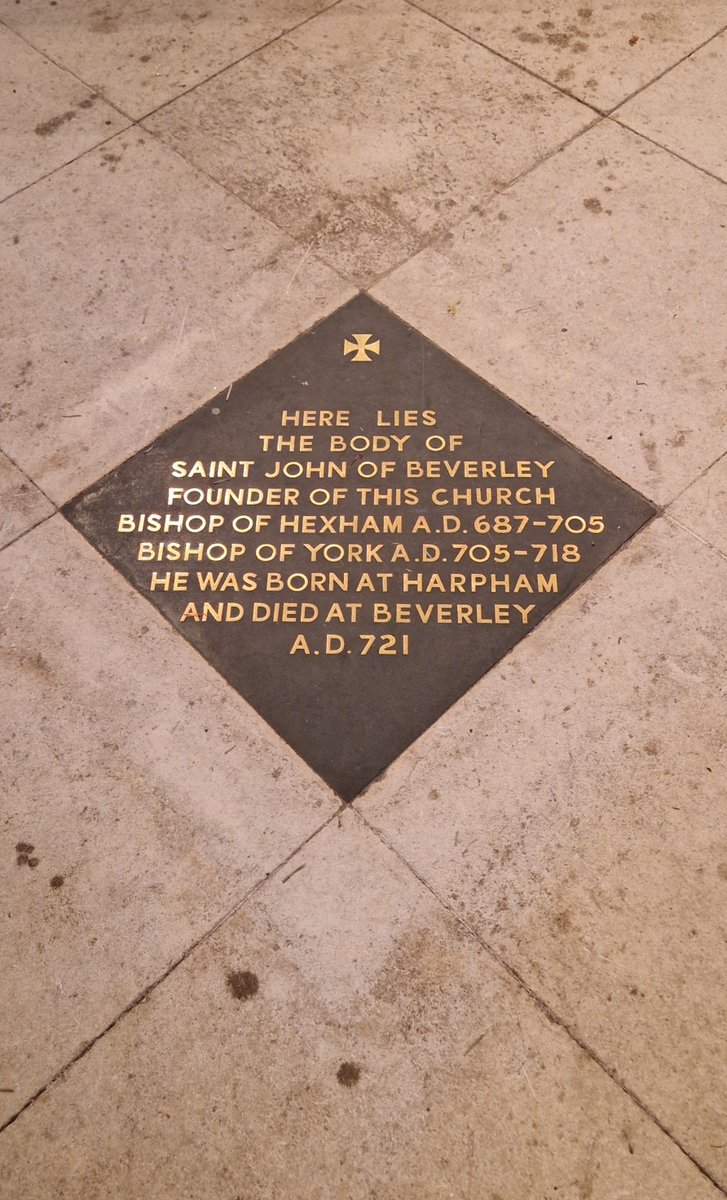 HERE LIES
THE BODY OF
SAINT JOHN OF BEVERLEY
FOUNDER OF THIS CHURCH
BISHOP OF HEXHAM A.D. 687-705
BISHOP OF YORK A.D. 705-718
HE WAS BORN AT HARPHAM
AND DIED AT BEVERLEY
A.D. 721